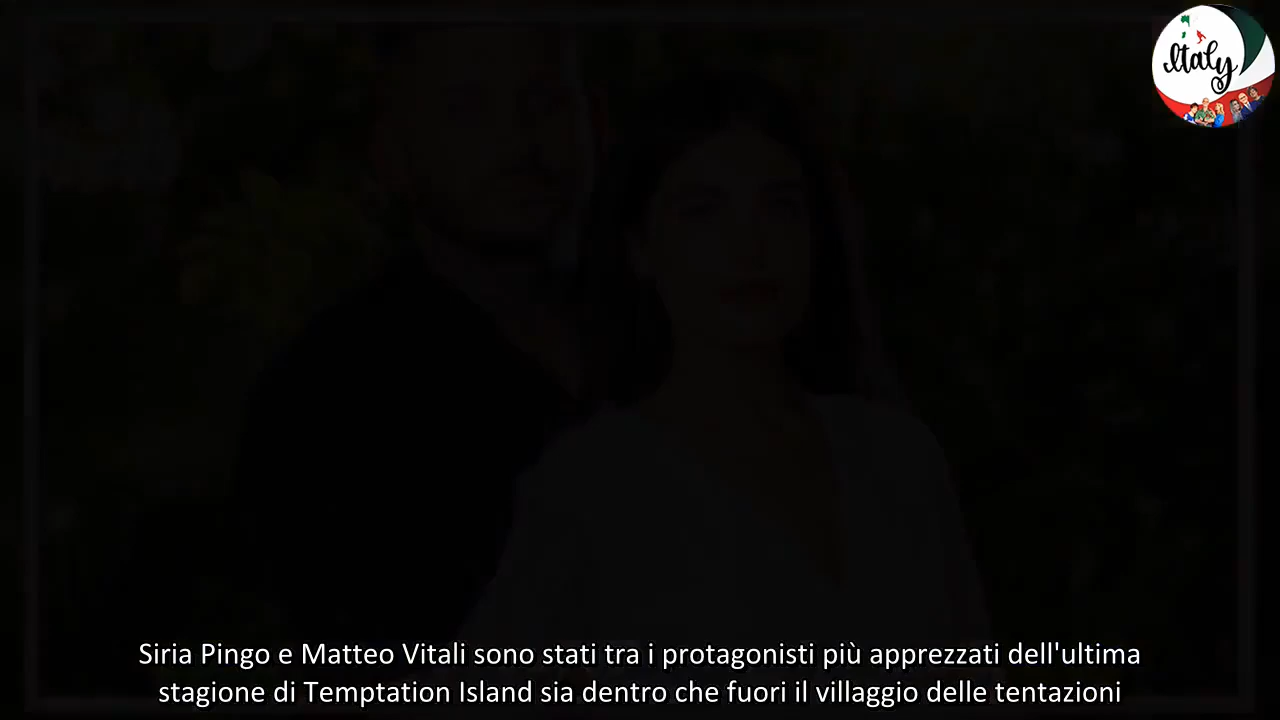 Italy
Siria Pingo e Matteo Vitali sono stati tra i protagonisti più apprezzati dell'ultima
stagione di Temptation Island sia dentro che fuori il villaggio delle tentazioni